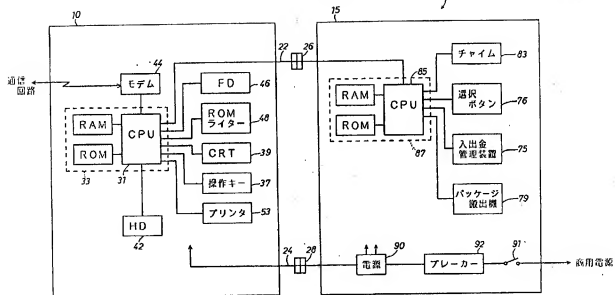 10
15
22
26
通信
回路
44
モデム
FD
46
RAM
CPU
ROM
ライター
48
ROM
CRT
39
33
31
操作キー
37
HD
42
プリンタ
53
85
チャイム
83
RAM
CPU
選択
ボタン
76
ROM
入出金
管理装置
75
87
パッケージ
搬出機
79
24
28
電源
90
ブレーカー
92
91
商用電源